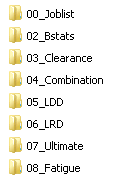 00_Joblist
02_Bstats
03_Clearance
04_Combination
05_LDD
06_LRD
07_Ultimate
08_Fatigue